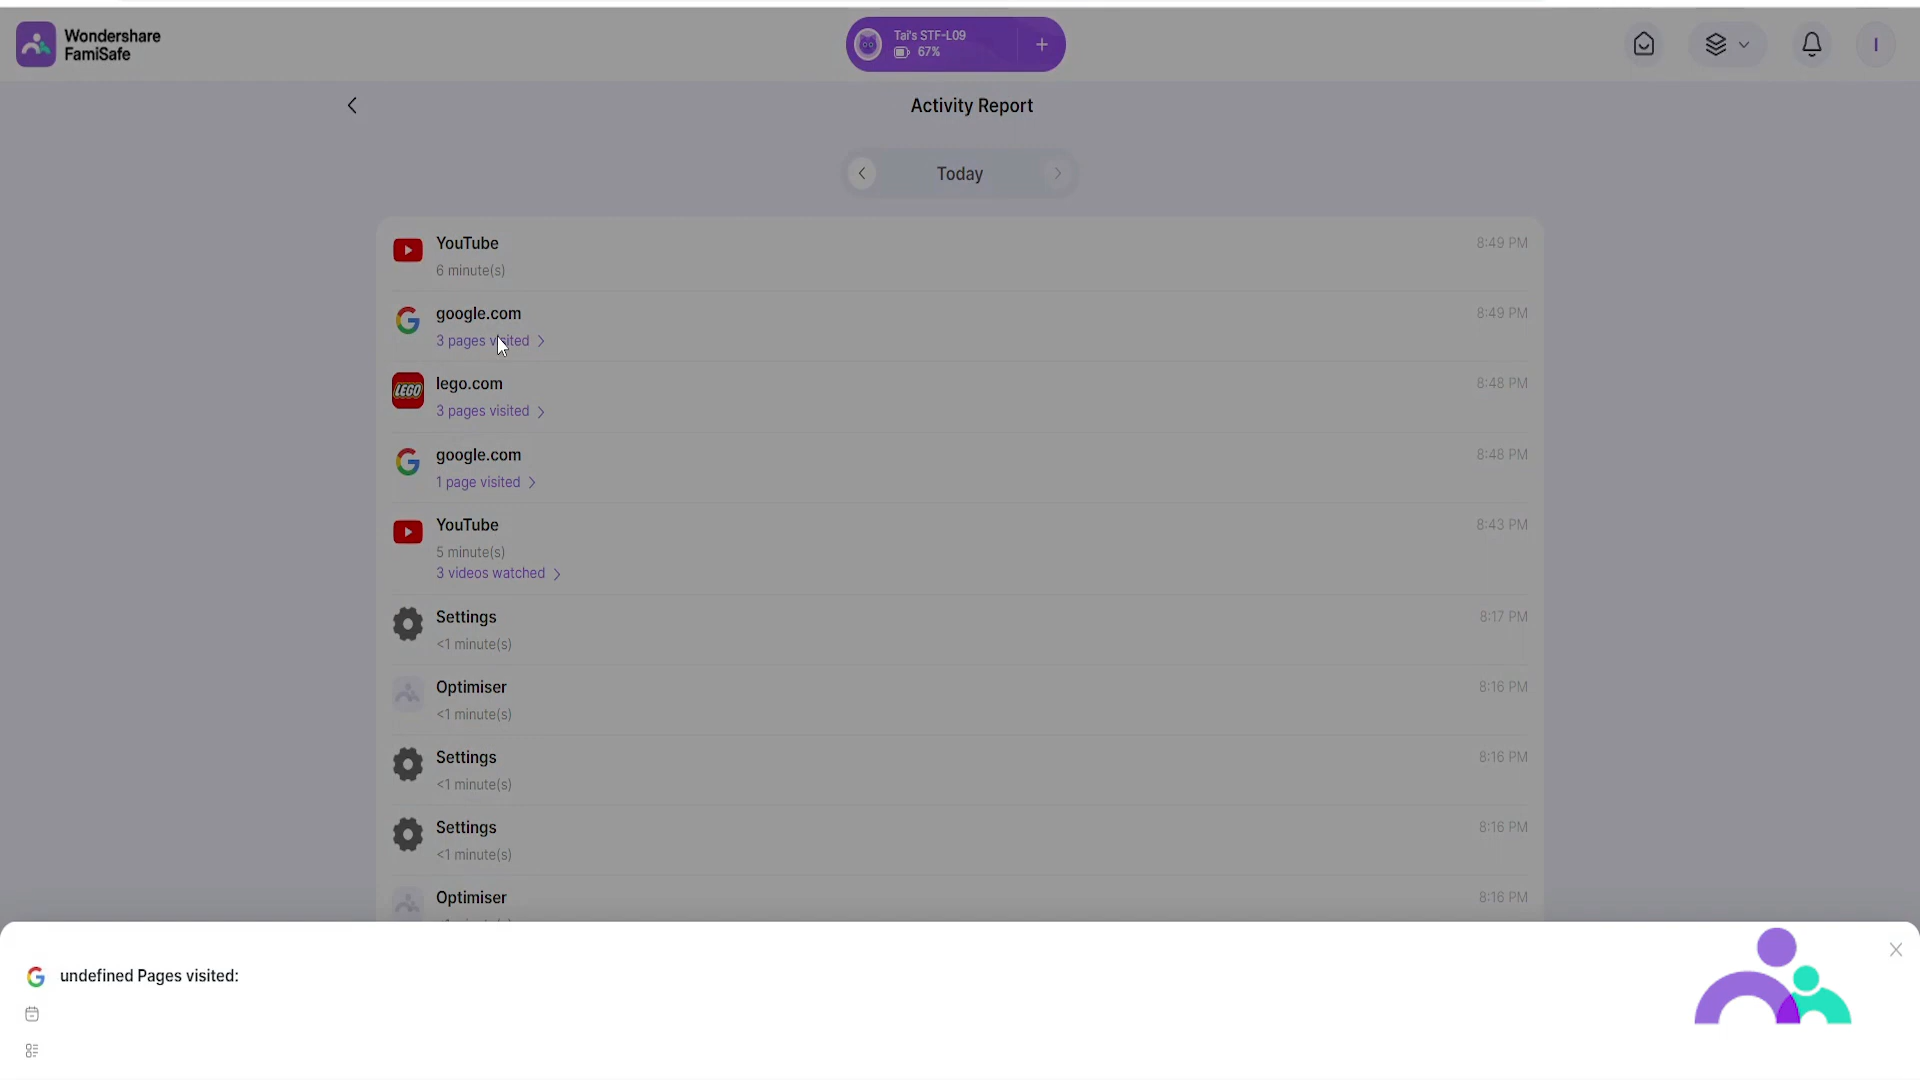 Wondershare
FamiSafe
Tai's STF-L09
67%
Activity Report
Today
YouTube
8:49 PM
6 minute(s)
google.com
8:49 PM
3 pages visited
lego.com
8:48 PM
LEGO
3 pages visited
google.com
8:48 PM
1 page visited
YouTube
8:43 PM
5 minute(s)
3 videos watched
Settings
8:17 PM
<1 minute(s)
Optimiser
8:16 PM
<1 minute(s)
Settings
8:16 PM
<1 minute(s)
Settings
8:16 PM
<1 minute(s)
Optimiser
8:16 PM
undefined Pages visited: